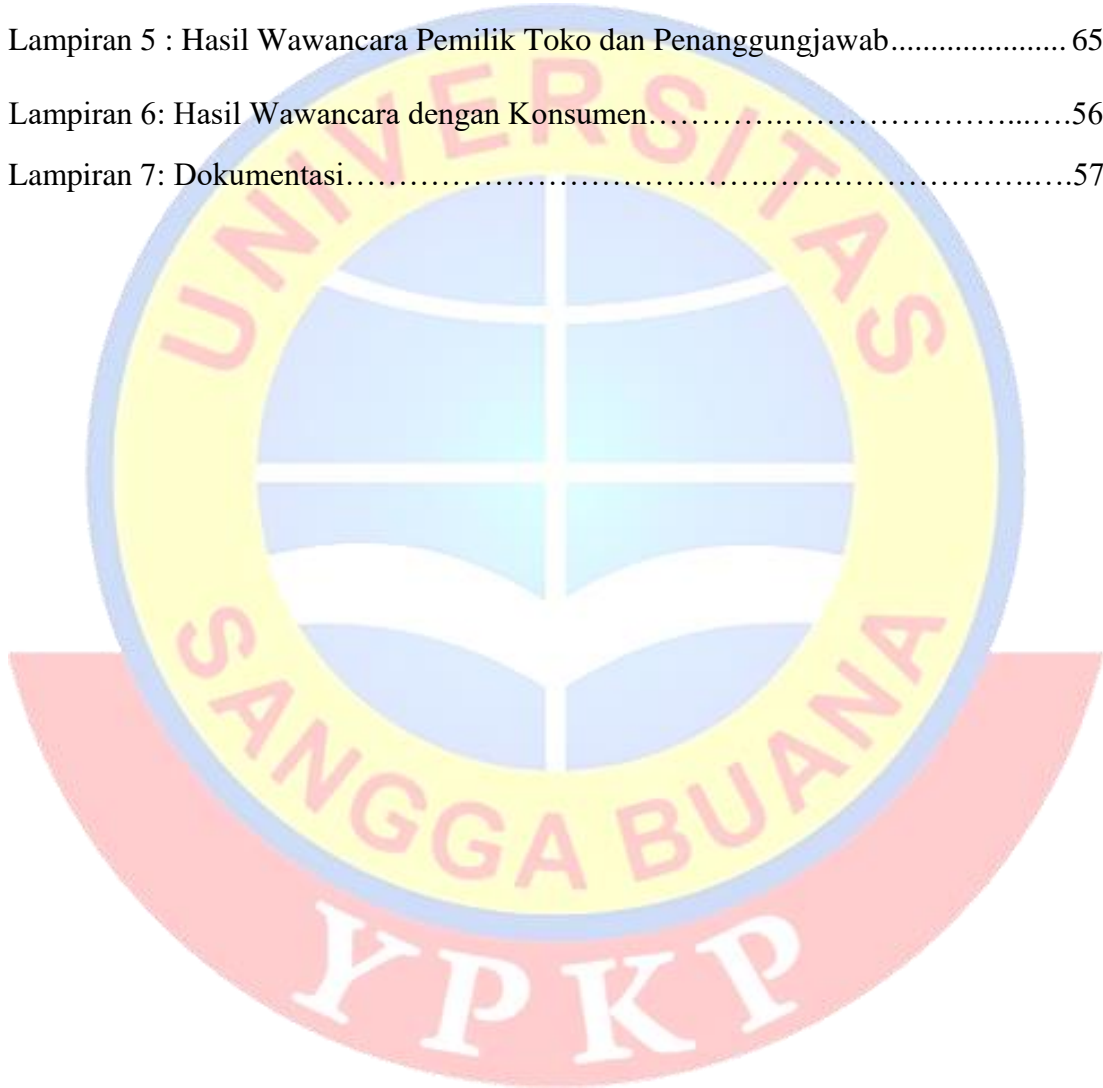 Lampiran 5 : Hasil Wawancara Pemilik Toko dan Penanggungjawab...................... 65
Lampiran 6: Hasil Wawancara dengan Konsumen………….…………………...….56
Lampiran 7: Dokumentasi………………………………….…………………….….57
UNIVERSITAS
SANGGA BUANA
YPKP